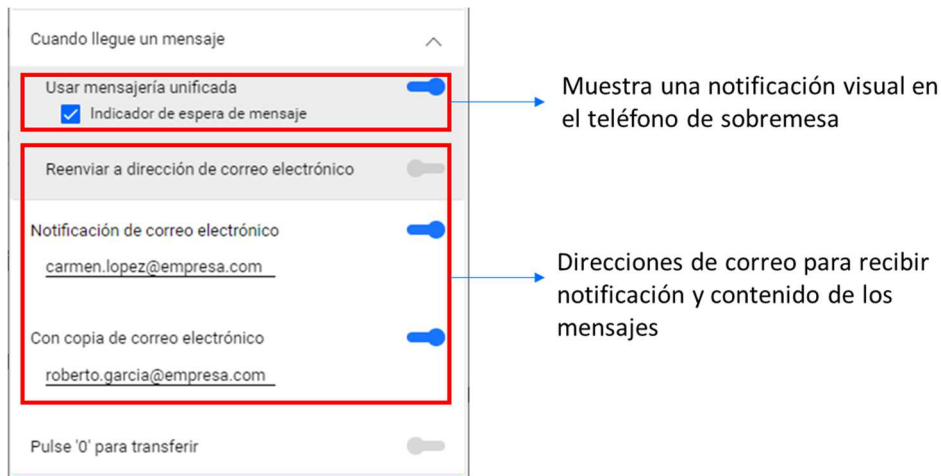 Cuando llegue un mensaje
Usar mensajería unificada
Indicador de espera de mensaje
Muestra una notificación visual en
el teléfono de sobremesa
Reenviar a dirección de correo electrónico
Notificación de correo electrónico
carmen.lopez@empresa.com
Con copia de correo electrónico
roberto.garcia@empresa.com
Direcciones de correo para recibir
notificación y contenido de los
mensajes
Pulse '0' para transferir